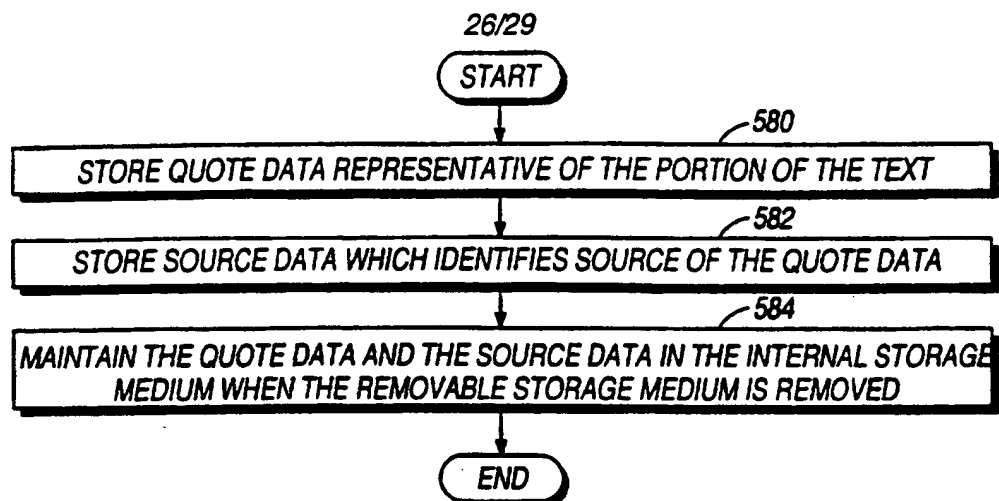 26/29
START
580
STORE QUOTE DATA REPRESENTATIVE OF THE PORTION OF THE TEXT
582
STORE SOURCE DATA WHICH IDENTIFIES SOURCE OF THE QUOTE DATA
584
MAINTAIN THE QUOTE DATA AND THE SOURCE DATA IN THE INTERNAL STORAGE
MEDIUM WHEN THE REMOVABLE STORAGE MEDIUM IS REMOVED
END